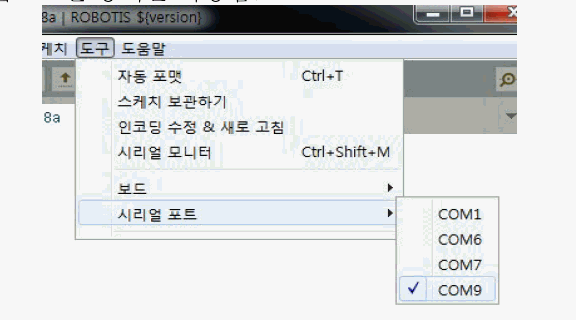 8a | ROBOTIS ${version}
케치 도구 도움말
자동 포맷 Ctrl+T
스케치 보관하기
8a
인코딩 수정 & 새로 고침
시리얼 모니터 Ctrl+Shift+M
보드
시리얼 포트
COM1
COM6
COM7
COM9